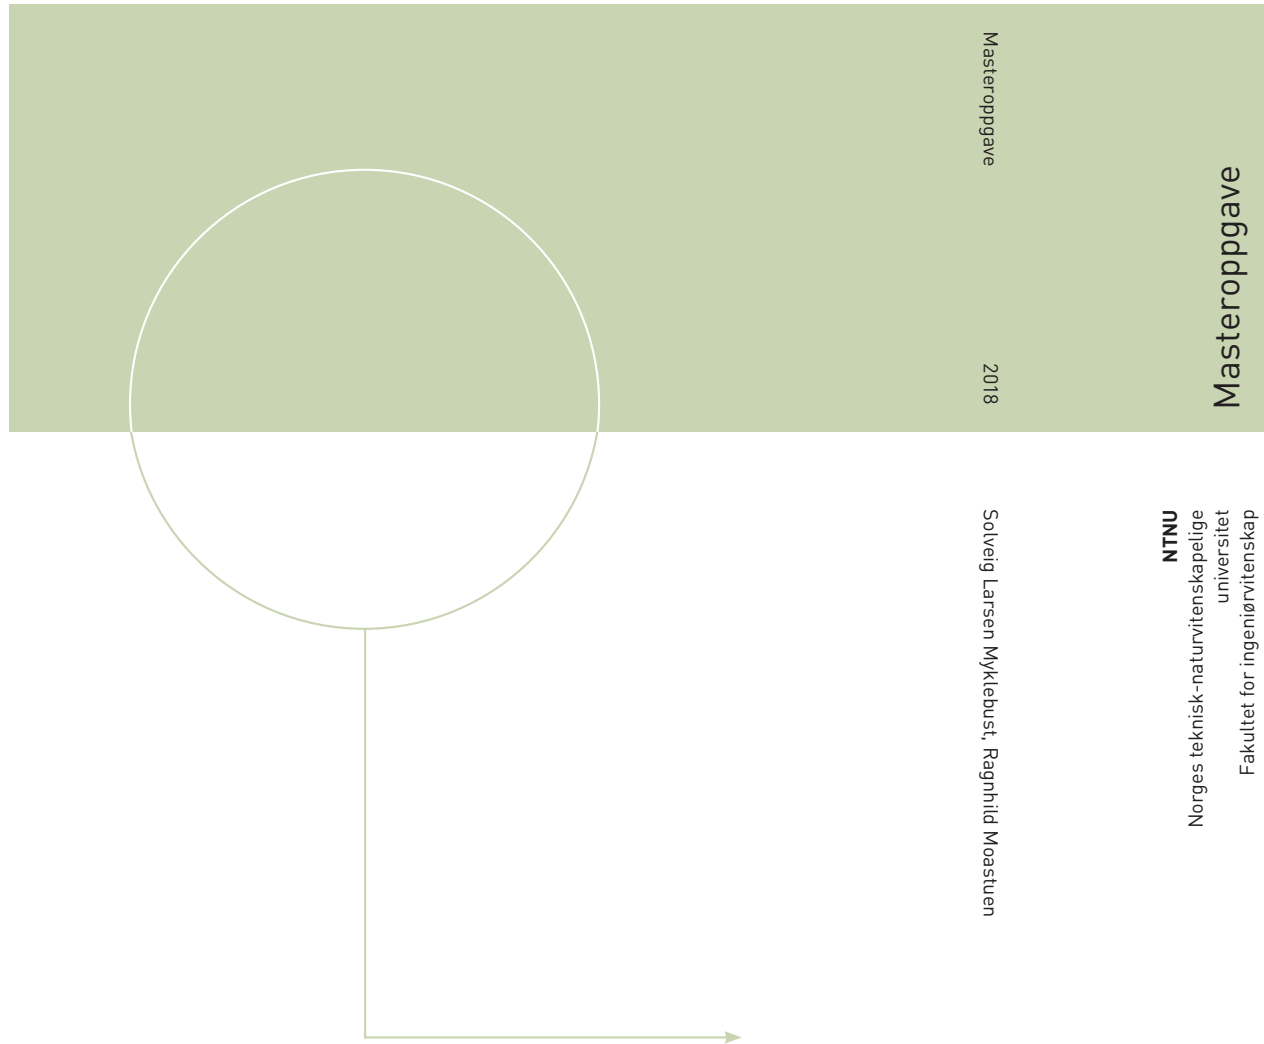 Masteroppgave
2018
Solveig Larsen Myklebust, Ragnhild Moastuen
Masteroppgave
NTNU
Norges teknisk-naturvitenskapelige
universitet
Fakultet for ingeniørvitenskap